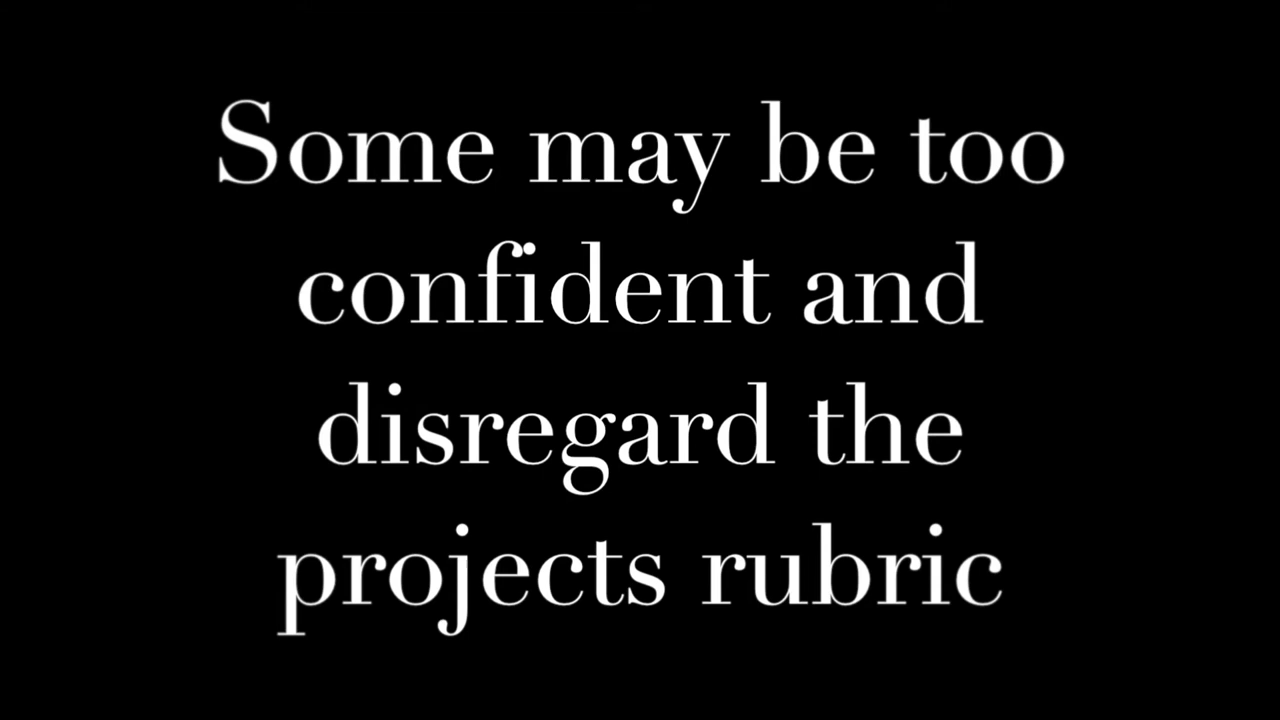 Some may be too
confident and
disregard the
projects rubric